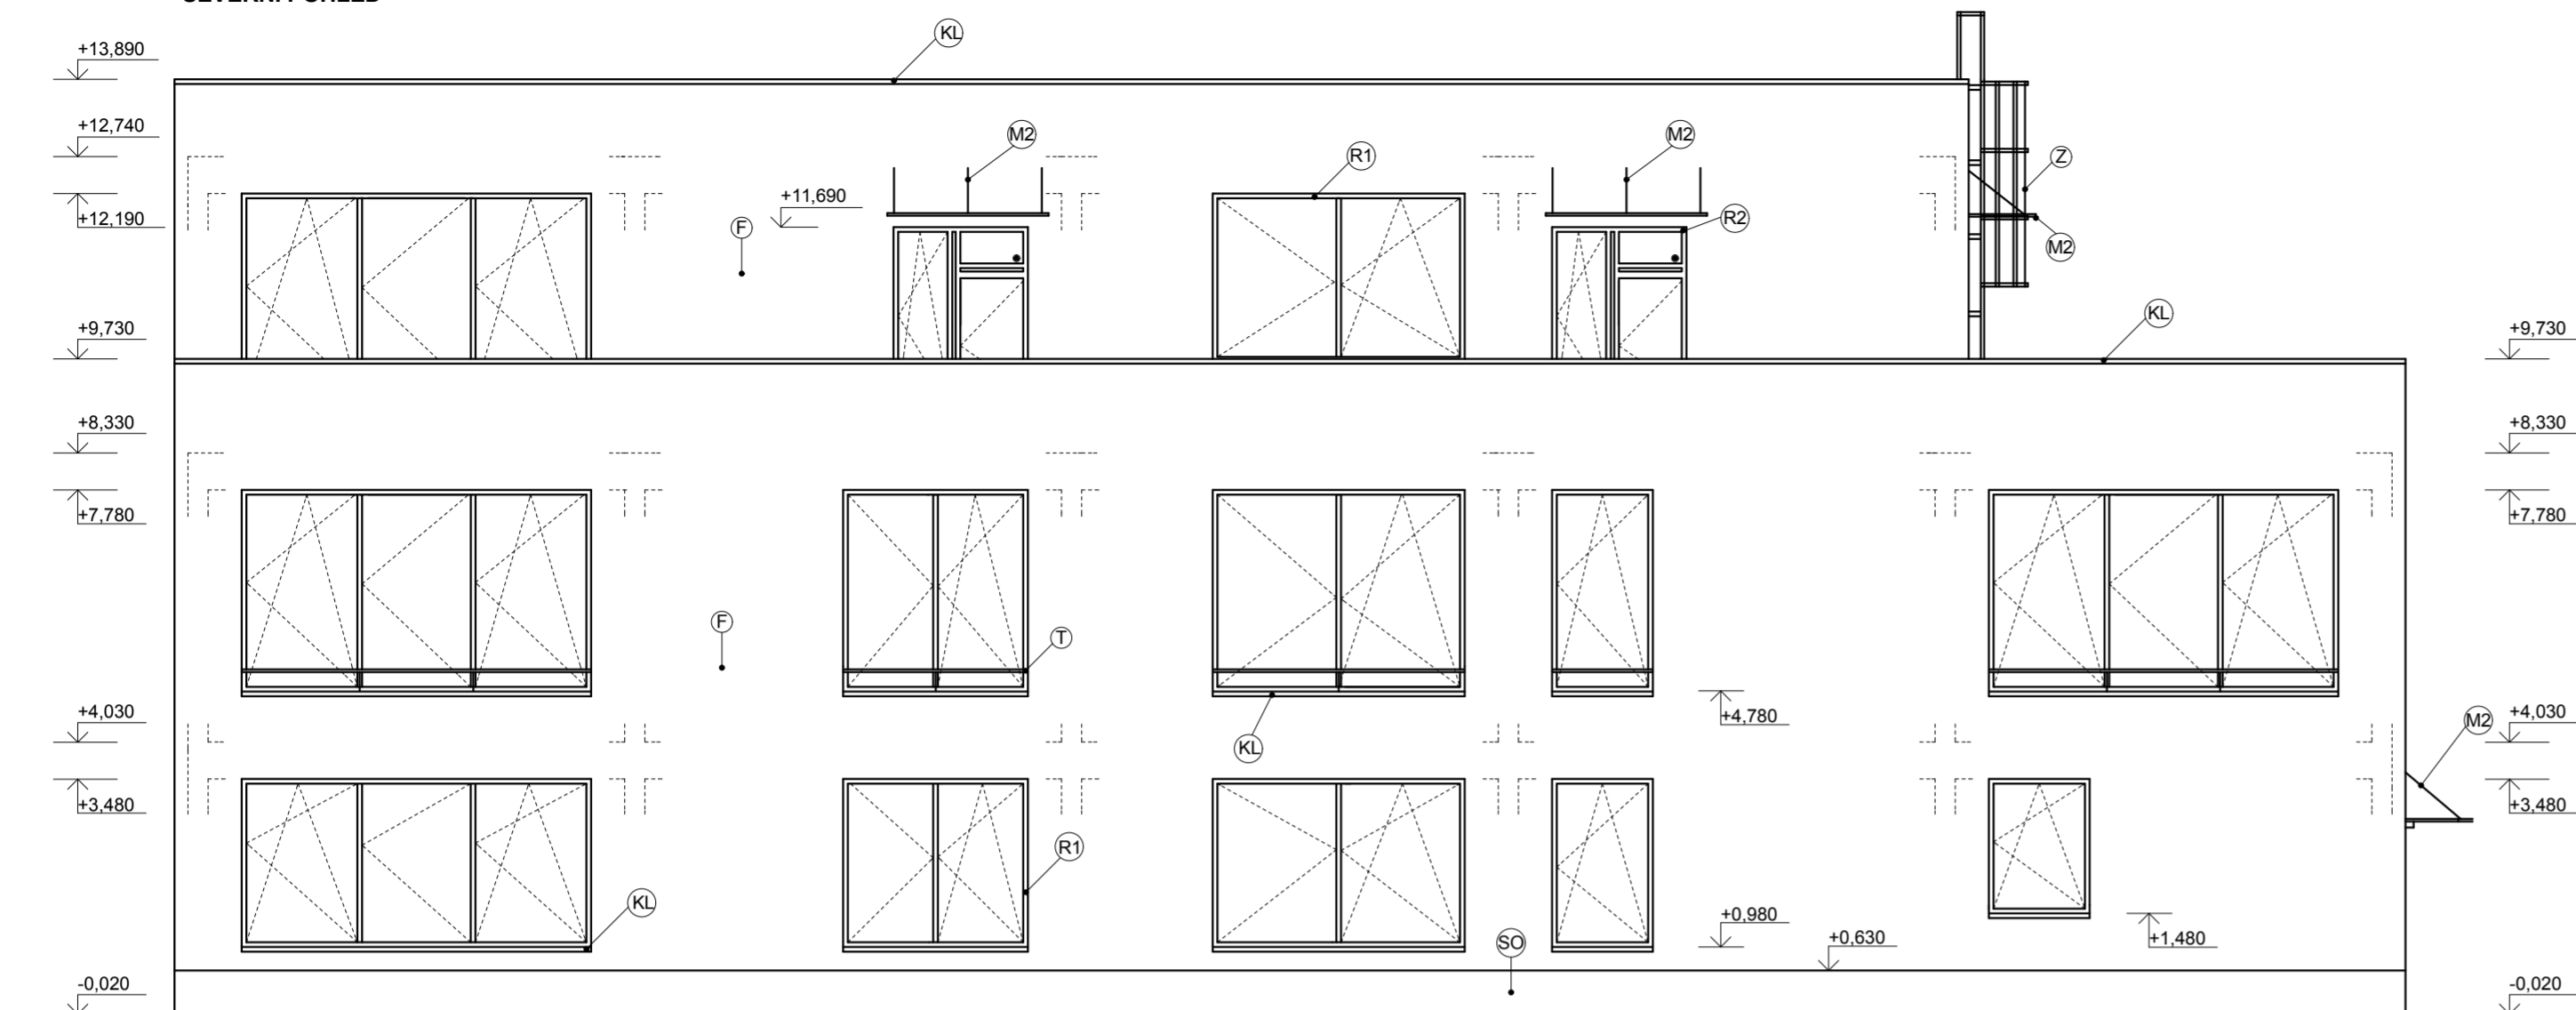 KL
+13,890
+12,740
M2
M2
R1
Z
+11,690
+12,190
F
R2
M2
KL
+9,730
+9,730
+8,330
+8,330
+7,780
+7,780
F
T
+4,030
+4,780
M2
+4,030
KL
+3,480
+3,480
R1
KL
+0,980
SO
+0,630
+1,480
-0,020
-0,020